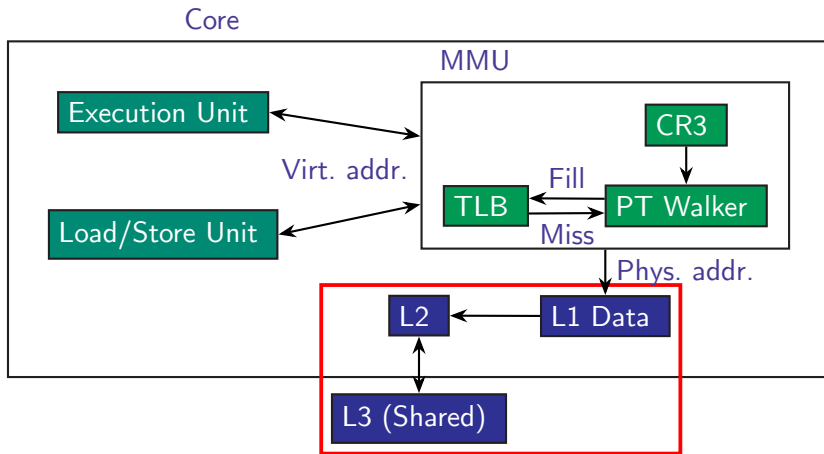 Core
MMU
Execution Unit
CR3
Virt. addr.
Fill
TLB
PT Walker
Load/Store Unit
Miss
Phys. addr.
L2
L1 Data
L3 (Shared)